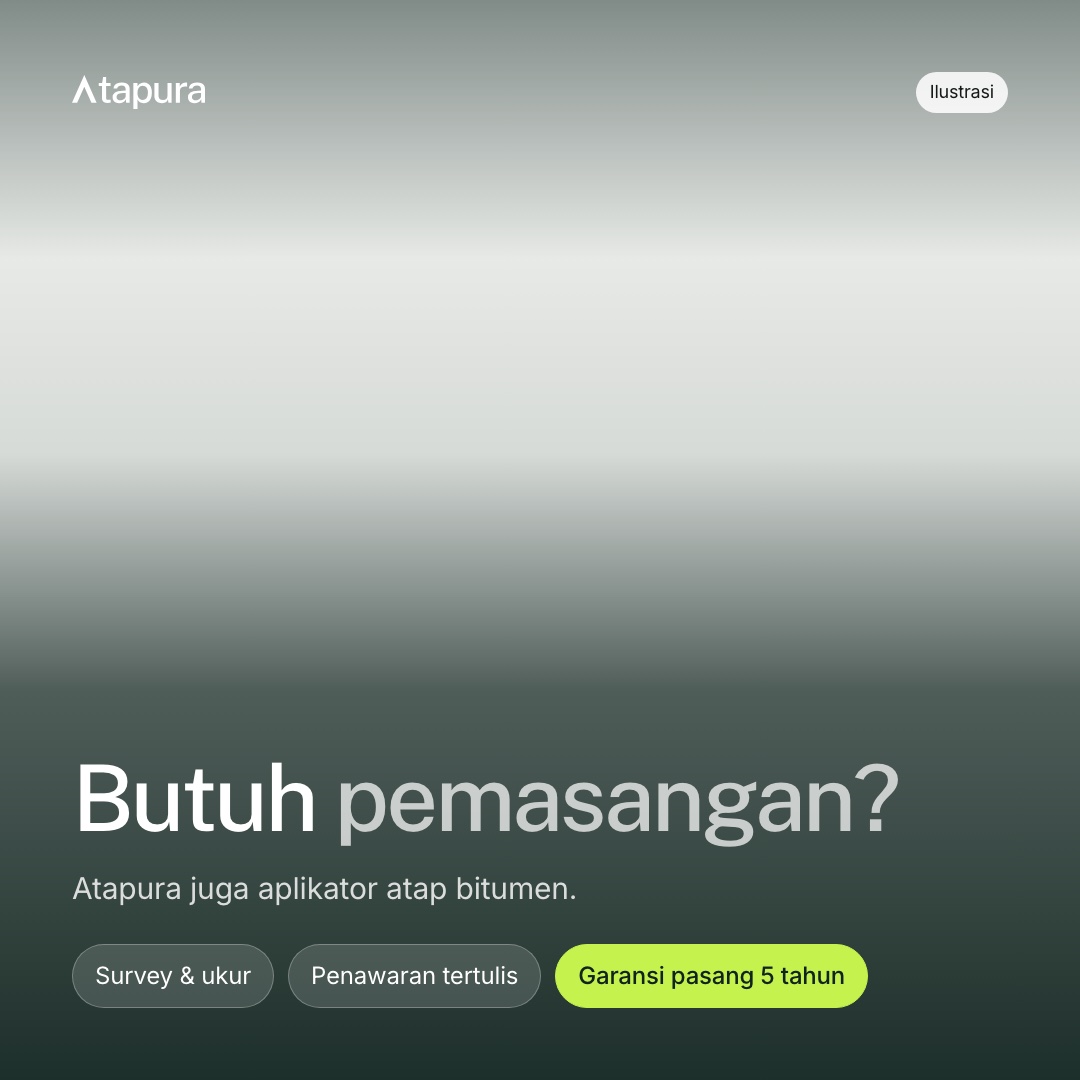 Atapura
Ilustrasi
Butuh pemasangan?
Atapura juga aplikator atap bitumen.
Survey & ukur
Penawaran tertulis
Garansi pasang 5 tahun